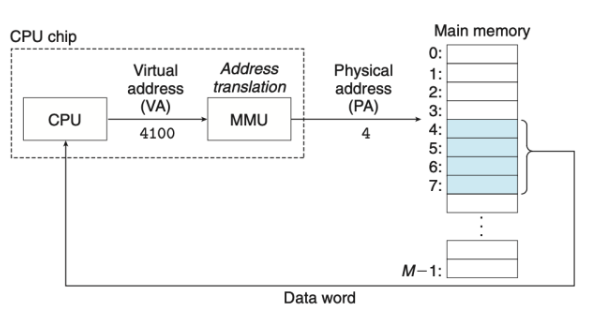 CPU chip
CPU
Virtual
address
(VA)
4100
Address
translation
MMU
Physical
address
(PA)
4
Main memory
0:
1:
2:
3:
4:
5:
6:
7:
⋮
M−1:
Data word